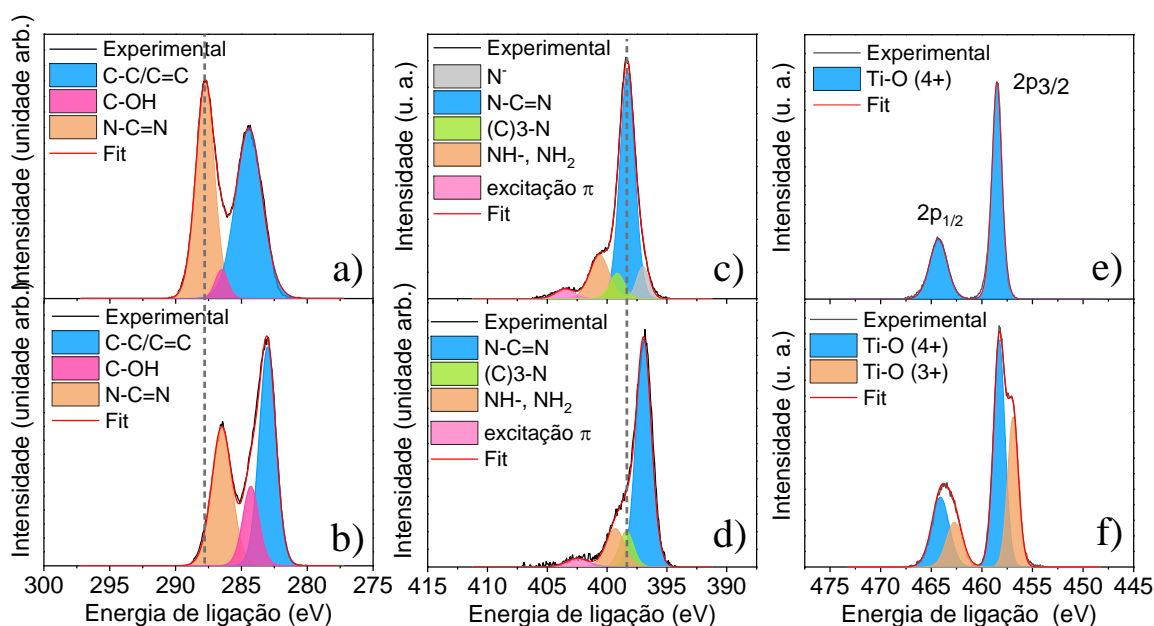 Intensidade (unidade arb.)
Experimental
C-C/C=C
C-OH
N-C=N
Fit
a)
Intensidade (unidade arb.)
Experimental
C-C/C=C
C-OH
N-C=N
Fit
b)
300 295 290 285 280 275
Energia de ligação (eV)
Intensidade (u. a.)
Experimental
N-
N-C=N
(C)3-N
NH-, NH2
excitação π
Fit
c)
Intensidade (unidade arb.)
Experimental
N-C=N
(C)3-N
NH-, NH2
excitação π
Fit
d)
415 410 405 400 395 390
Energia de ligação (eV)
Intensidade (u. a.)
Experimental
Ti-O (4+)
Fit
2p3/2
2p1/2
e)
Intensidade (u. a.)
Experimental
Ti-O (4+)
Ti-O (3+)
Fit
f)
475 470 465 460 455 450 445
Energia de ligação (eV)